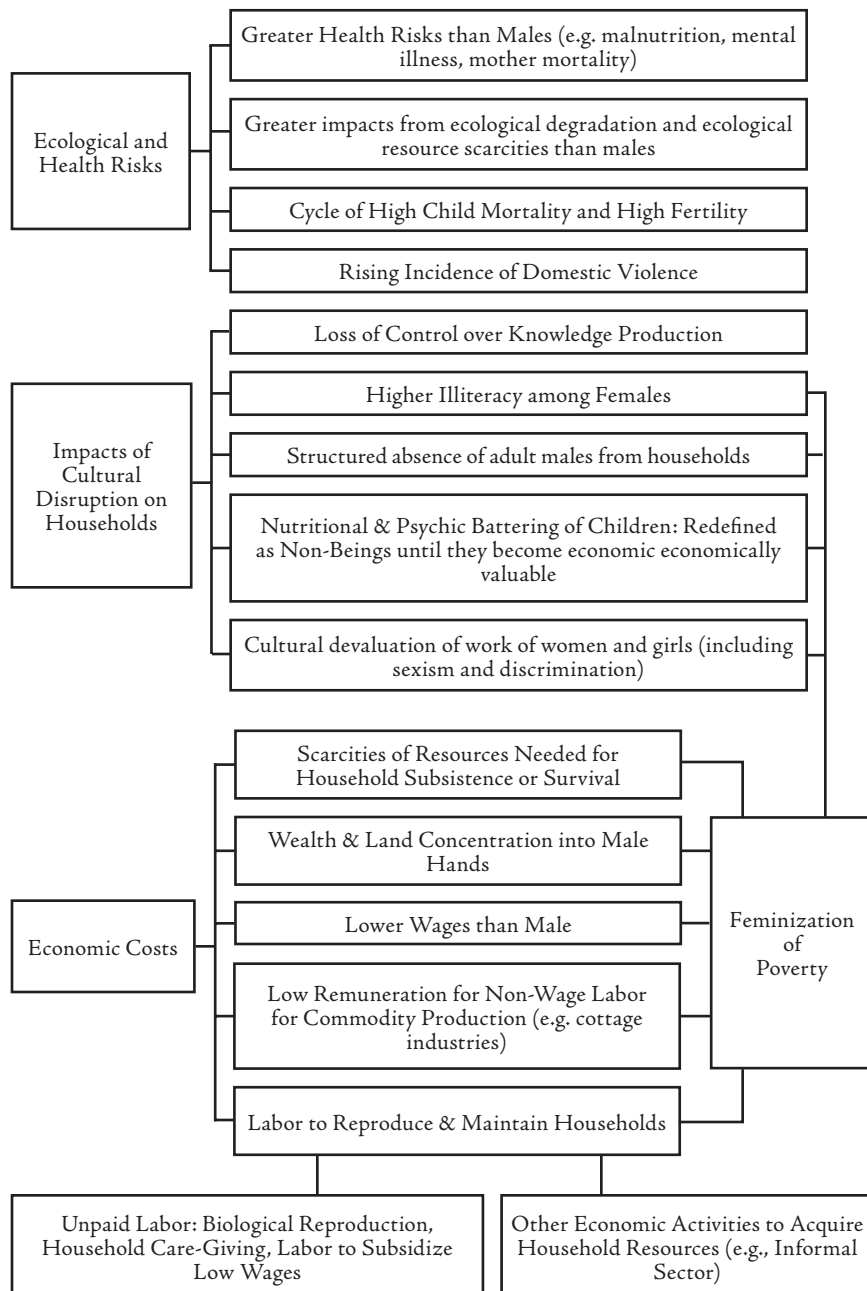 Greater Health Risks than Males (e.g. malnutrition, mental
illness, mother mortality)
Ecological and
Health Risks
Greater impacts from ecological degradation and ecological
resource scarcities than males
Cycle of High Child Mortality and High Fertility
Rising Incidence of Domestic Violence
Loss of Control over Knowledge Production
Higher Illiteracy among Females
Impacts of
Cultural
Disruption on
Households
Structured absence of adult males from households
Nutritional & Psychic Battering of Children: Redefined
as Non-Beings until they become economic economically
valuable
Cultural devaluation of work of women and girls (including
sexism and discrimination)
Scarcities of Resources Needed for
Household Subsistence or Survival
Wealth & Land Concentration into Male
Hands
Economic Costs
Lower Wages than Male
Feminization
of
Poverty
Low Remuneration for Non-Wage Labor
for Commodity Production (e.g. cottage
industries)
Labor to Reproduce & Maintain Households
Unpaid Labor: Biological Reproduction,
Household Care-Giving, Labor to Subsidize
Low Wages
Other Economic Activities to Acquire
Household Resources (e.g., Informal
Sector)